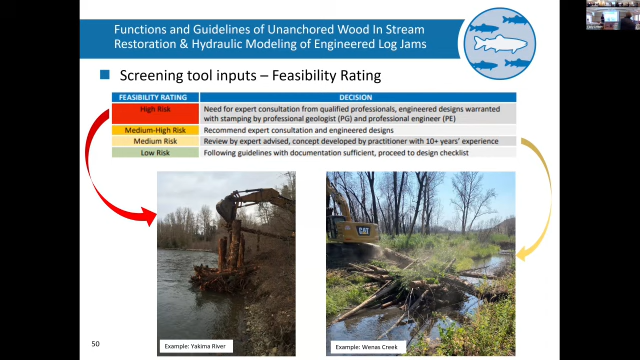 Functions and Guidelines of Unanchored Wood In Stream
Restoration & Hydraulic Modeling of Engineered Log Jams
Screening tool inputs – Feasibility Rating
FEASIBILITY RATING DECISION
High Risk Need for expert consultation from qualified professionals, engineered designs warranted
with stamping by professional geologist (PG) and professional engineer (PE)
Medium-High Risk Recommend expert consultation and engineered designs
Medium Risk Review by expert advised, concept developed by practitioner with 10+ years' experience
Low Risk Following guidelines with documentation sufficient, proceed to design checklist
CAT
50
Example: Yakima River
Example: Wenas Creek